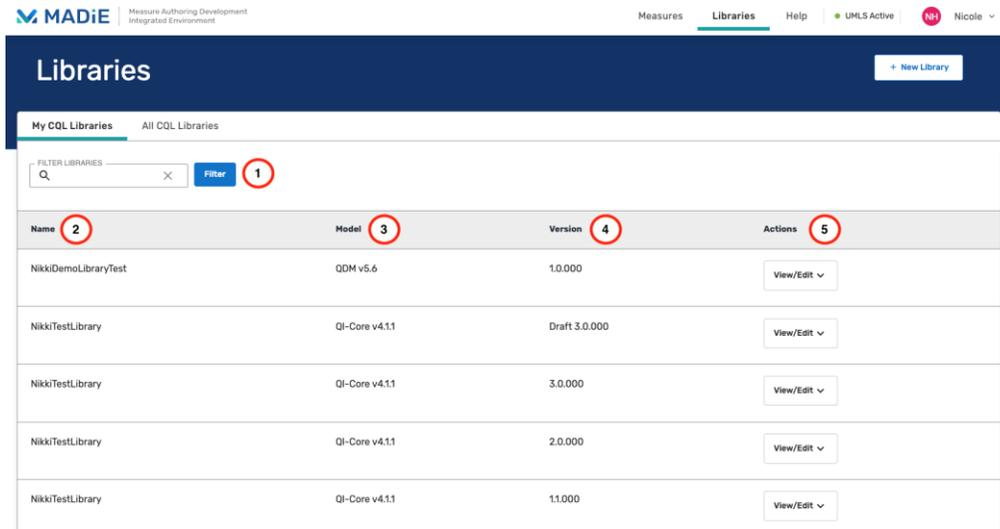 MADiE
Measure Authoring Development
Integrated Environment
Measures Libraries Help UMLS Active NH Nicole
Libraries
+ New Library
My CQL Libraries All CQL Libraries
FILTER LIBRARIES
Filter 1
Name 2 Model 3 Version 4 Actions 5
NikkiDemoLibraryTest QDM v5.6 1.0.000 View/Edit
NikkiTestLibrary QI-Core v4.1.1 Draft 3.0.000 View/Edit
NikkiTestLibrary QI-Core v4.1.1 3.0.000 View/Edit
NikkiTestLibrary QI-Core v4.1.1 2.0.000 View/Edit
NikkiTestLibrary QI-Core v4.1.1 1.1.000 View/Edit